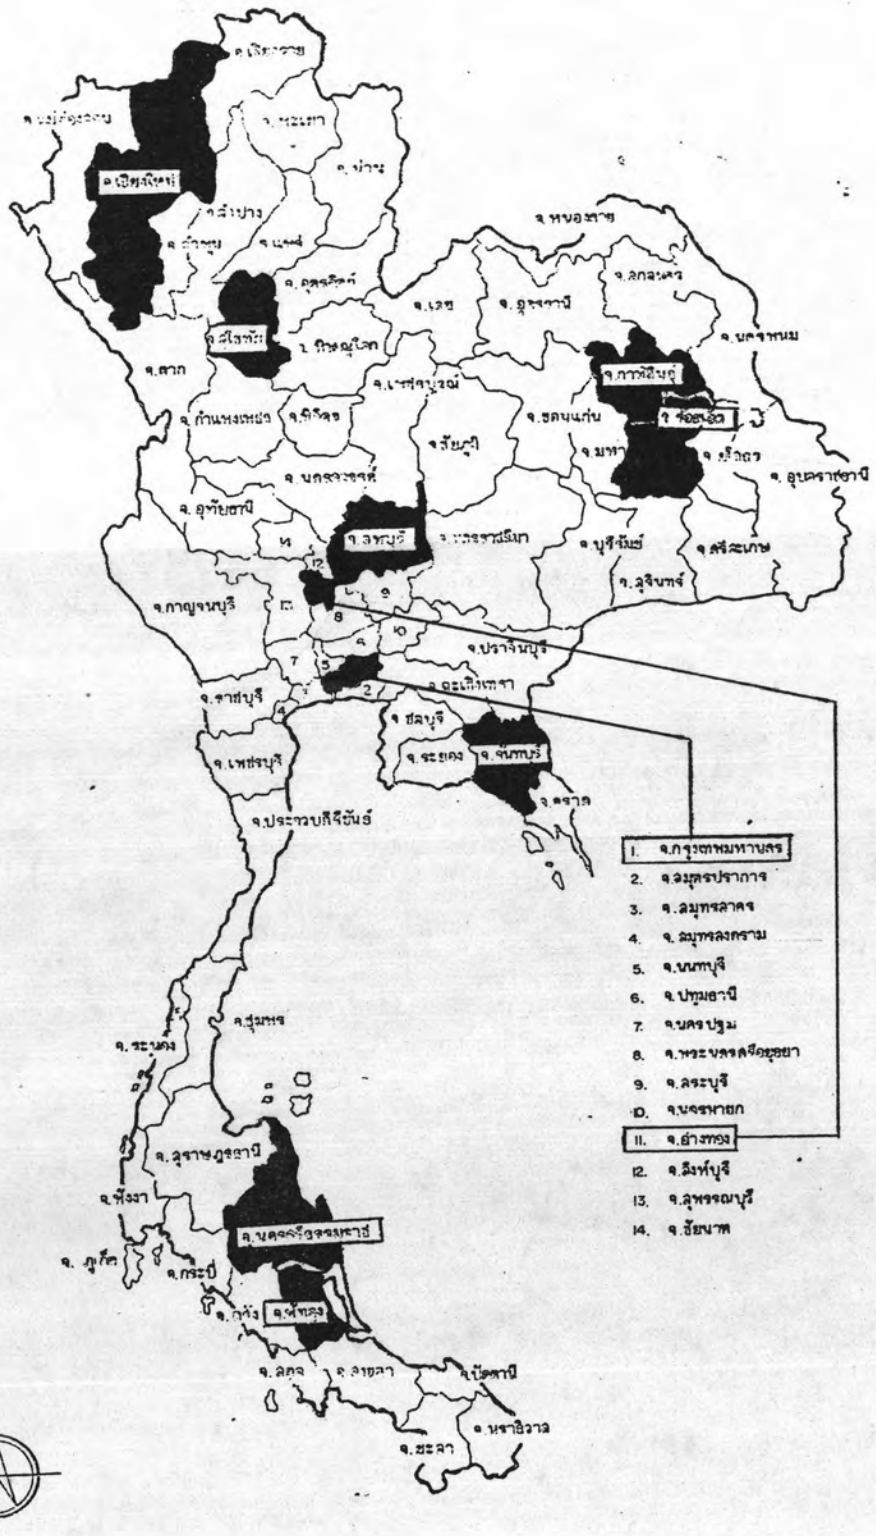 จ.เชียงราย
จ.แม่ฮ่องสอน
จ.พะเยา
จ.น่าน
จ.เชียงใหม่
จ.ลำปาง
จ.ลำพูน
จ.แพร่
จ.หนองคาย
จ.อุตรดิตถ์
จ.เลย
จ.อุดรธานี
จ.สกลนคร
จ.นครพนม
จ.สุโขทัย
จ.พิษณุโลก
จ.ตาก
จ.เพชรบูรณ์
จ.กาฬสินธุ์
จ.กำแพงเพชร
จ.พิจิตร
จ.ขอนแก่น
จ.ร้อยเอ็ด
จ.ชัยภูมิ
จ.มหา
จ.ยโสธร
จ.อุบลราชธานี
จ.นครสวรรค์
จ.อุทัยธานี
14
จ.ลพบุรี
จ.นครราชสีมา
จ.บุรีรัมย์
จ.ศรีสะเกษ
12
จ.สุรินทร์
จ.กาญจนบุรี
13
9
8
10
จ.ปราจีนบุรี
7
5
6
จ.ฉะเชิงเทรา
จ.ราชบุรี
3
2
4
จ.ชลบุรี
จ.เพชรบุรี
จ.ระยอง
จ.จันทบุรี
จ.ตราด
จ.ประจวบคีรีขันธ์
1. จ.กรุงเทพมหานคร
2. จ.สมุทรปราการ
3. จ.สมุทรสาคร
4. จ.สมุทรสงคราม
5. จ.นนทบุรี
6. จ.ปทุมธานี
7. จ.นครปฐม
8. จ.พระนครศรีอยุธยา
9. จ.สระบุรี
10. จ.นครนายก
11. จ.อ่างทอง
12. จ.สิงห์บุรี
13. จ.สุพรรณบุรี
14. จ.ชัยนาท
จ.ชุมพร
จ.ระนอง
จ.สุราษฎร์ธานี
จ.พังงา
จ.นครศรีธรรมราช
จ.ภูเก็ต
จ.กระบี่
จ.ตรัง
จ.พัทลุง
จ.สตูล
จ.สงขลา
จ.ปัตตานี
จ.ยะลา
จ.นราธิวาส